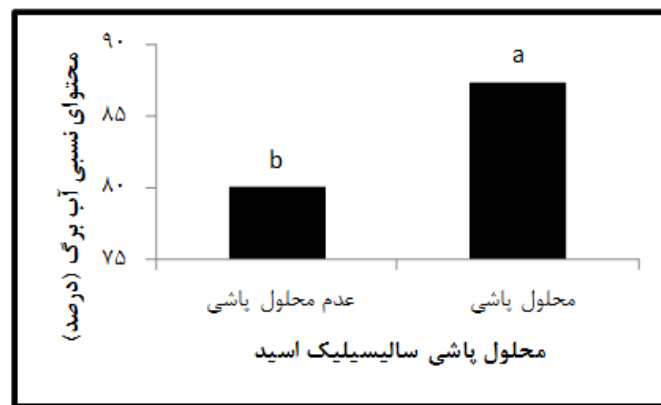 محتوای نسبی آب برگ (درصد)
۹۰
۸۵
۸۰
۷۵
a
b
محلول پاشی
عدم محلول پاشی
محلول پاشی سالیسیلیک اسید